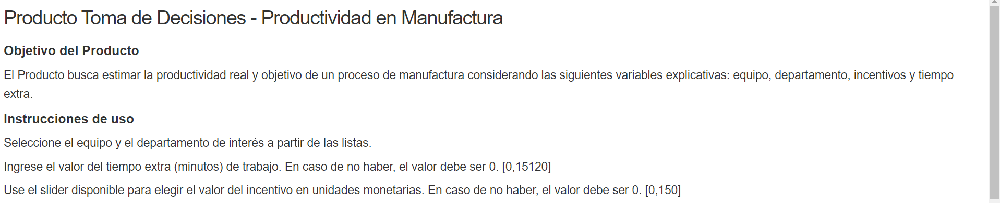 Producto Toma de Decisiones - Productividad en Manufactura
Objetivo del Producto
El Producto busca estimar la productividad real y objetivo de un proceso de manufactura considerando las siguientes variables explicativas: equipo, departamento, incentivos y tiempo
extra.
Instrucciones de uso
Seleccione el equipo y el departamento de interés a partir de las listas.
Ingrese el valor del tiempo extra (minutos) de trabajo. En caso de no haber, el valor debe ser 0. [0,15120]
Use el slider disponible para elegir el valor del incentivo en unidades monetarias. En caso de no haber, el valor debe ser 0. [0,150]